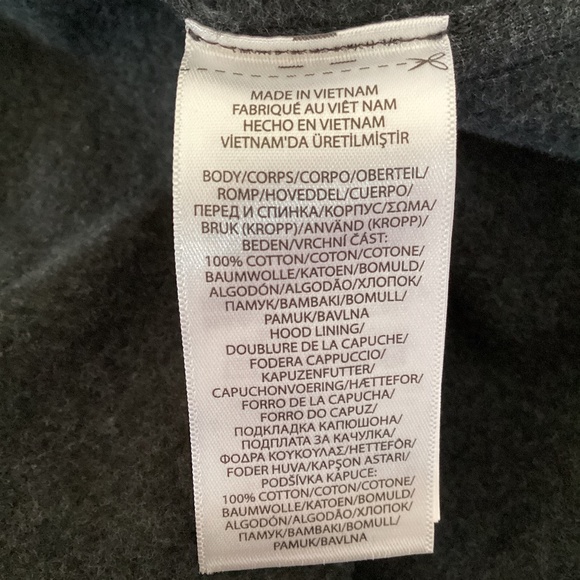 MADE IN VIETNAM
FABRIQUÉ AU VIÊT NAM
HECHO EN VIETNAM
VİETNAM'DA ÜRETİLMİŞTİR
BODY/CORPS/CORPO/OBERTEIL/
ROMP/HOVEDDEL/CUERPO/
ПЕРЕД И СПИНКА/КОРПУС/ΣΩΜΑ/
BRUK (KROPP)/ANVÄND (KROPP)/
BEDEN/VRCHNÍ ČÁST:
100% COTTON/COTON/COTONE/
BAUMWOLLE/KATOEN/BOMULD/
ALGODÓN/ALGODÃO/ХЛОПОК/
ПАМУК/BAMBAKI/BOMULL/
PAMUK/BAVLNA
HOOD LINING/
DOUBLURE DE LA CAPUCHE/
FODERA CAPPUCCIO/
KAPUZENFUTTER/
CAPUCHONVOERING/HÆTTEFOR/
FORRO DE LA CAPUCHA/
FORRO DO CAPUZ/
ПОДКЛАДКА КАПЮШОНА/
ПОДПЛАТА ЗА КАЧУЛКА/
ΦΟΔΡΑ ΚΟΥΚΟΥΛΑΣ/HETTEFÔR/
FODER HUVA/KAPŞON ASTARI/
PODŠÍVKA KAPUCE:
100% COTTON/COTON/COTONE/
BAUMWOLLE/KATOEN/BOMULD/
ALGODÓN/ALGODÃO/ХЛОПОК/
ПАМУК/BAMBAKI/BOMULL/
PAMUK/BAVLNA